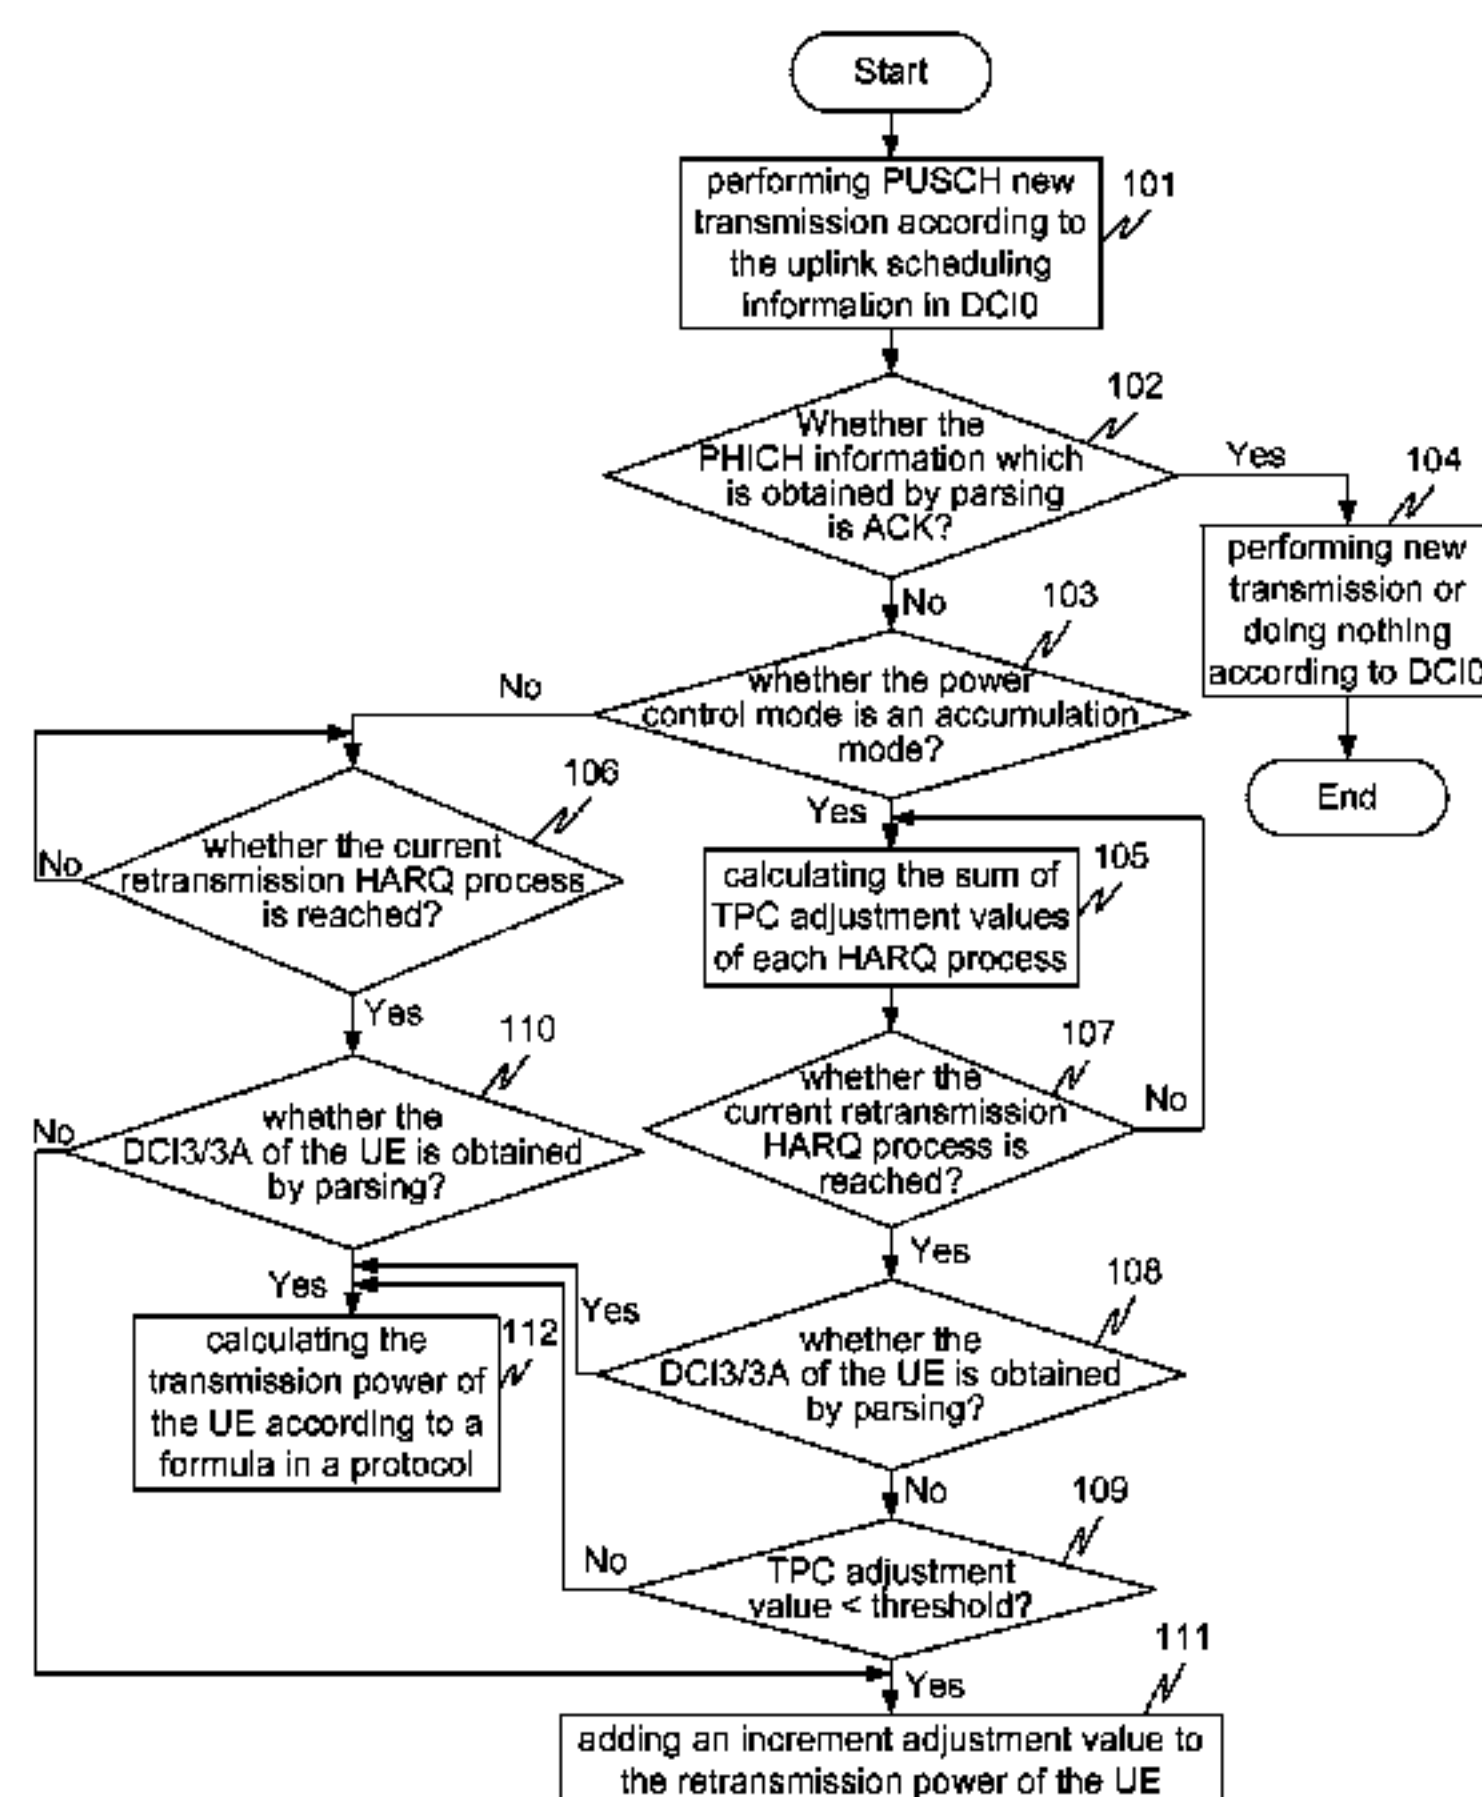 Start
performing PUSCH new
transmission according to
the uplink scheduling
information in DCI0
101
Whether the
PHICH information which
is obtained by parsing
is ACK?
102
Yes
104
performing new
transmission or
doing nothing
according to DCI0
End
No
103
whether the power
control mode is an accumulation
mode?
No
Yes
106
whether the current
retransmission HARQ process
is reached?
No
Yes
105
calculating the sum of
TPC adjustment values
of each HARQ process
107
whether the
current retransmission
HARQ process is
reached?
No
Yes
110
whether the
DCI3/3A of the UE is obtained
by parsing?
No
Yes
108
whether the
DCI3/3A of the UE is obtained
by parsing?
Yes
No
112
calculating the
transmission power of
the UE according to a
formula in a protocol
109
TPC adjustment
value < threshold?
No
Yes
111
adding an increment adjustment value to
the retransmission power of the UE